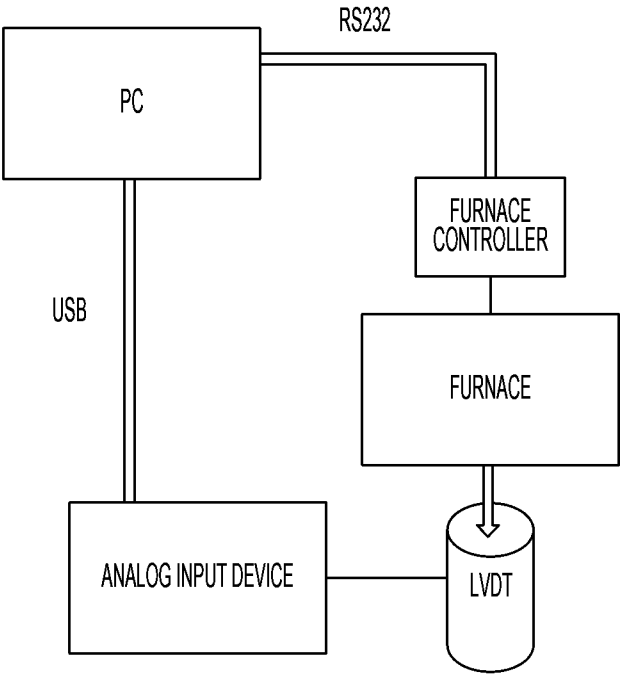 RS232
PC
FURNACE
CONTROLLER
USB
FURNACE
ANALOG INPUT DEVICE
LVDT